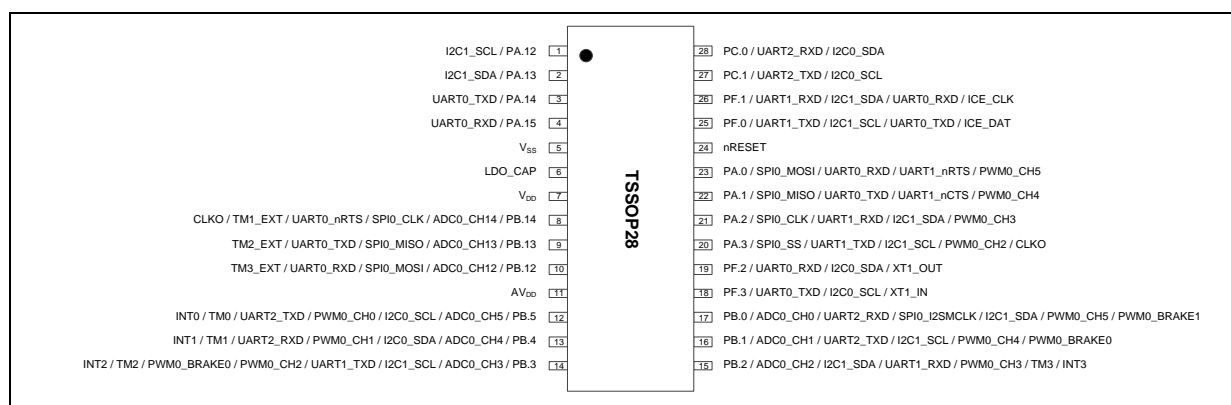 I2C1_SCL / PA.12 1
I2C1_SDA / PA.13 2
UART0_TXD / PA.14 3
UART0_RXD / PA.15 4
VSS 5
LDO_CAP 6
VDD 7
CLKO / TM1_EXT / UART0_nRTS / SPI0_CLK / ADC0_CH14 / PB.14 8
TM2_EXT / UART0_TXD / SPI0_MISO / ADC0_CH13 / PB.13 9
TM3_EXT / UART0_RXD / SPI0_MOSI / ADC0_CH12 / PB.12 10
AVDD 11
INT0 / TM0 / UART2_TXD / PWM0_CH0 / I2C0_SCL / ADC0_CH5 / PB.5 12
INT1 / TM1 / UART2_RXD / PWM0_CH1 / I2C0_SDA / ADC0_CH4 / PB.4 13
INT2 / TM2 / PWM0_BRAKE0 / PWM0_CH2 / UART1_TXD / I2C1_SCL / ADC0_CH3 / PB.3 14
TSSOP28
28 PC.0 / UART2_RXD / I2C0_SDA
27 PC.1 / UART2_TXD / I2C0_SCL
26 PF.1 / UART1_RXD / I2C1_SDA / UART0_RXD / ICE_CLK
25 PF.0 / UART1_TXD / I2C1_SCL / UART0_TXD / ICE_DAT
24 nRESET
23 PA.0 / SPI0_MOSI / UART0_RXD / UART1_nRTS / PWM0_CH5
22 PA.1 / SPI0_MISO / UART0_TXD / UART1_nCTS / PWM0_CH4
21 PA.2 / SPI0_CLK / UART1_RXD / I2C1_SDA / PWM0_CH3
20 PA.3 / SPI0_SS / UART1_TXD / I2C1_SCL / PWM0_CH2 / CLKO
19 PF.2 / UART0_RXD / I2C0_SDA / XT1_OUT
18 PF.3 / UART0_TXD / I2C0_SCL / XT1_IN
17 PB.0 / ADC0_CH0 / UART2_RXD / SPI0_I2SMCLK / I2C1_SDA / PWM0_CH5 / PWM0_BRAKE1
16 PB.1 / ADC0_CH1 / UART2_TXD / I2C1_SCL / PWM0_CH4 / PWM0_BRAKE0
15 PB.2 / ADC0_CH2 / I2C1_SDA / UART1_RXD / PWM0_CH3 / TM3 / INT3